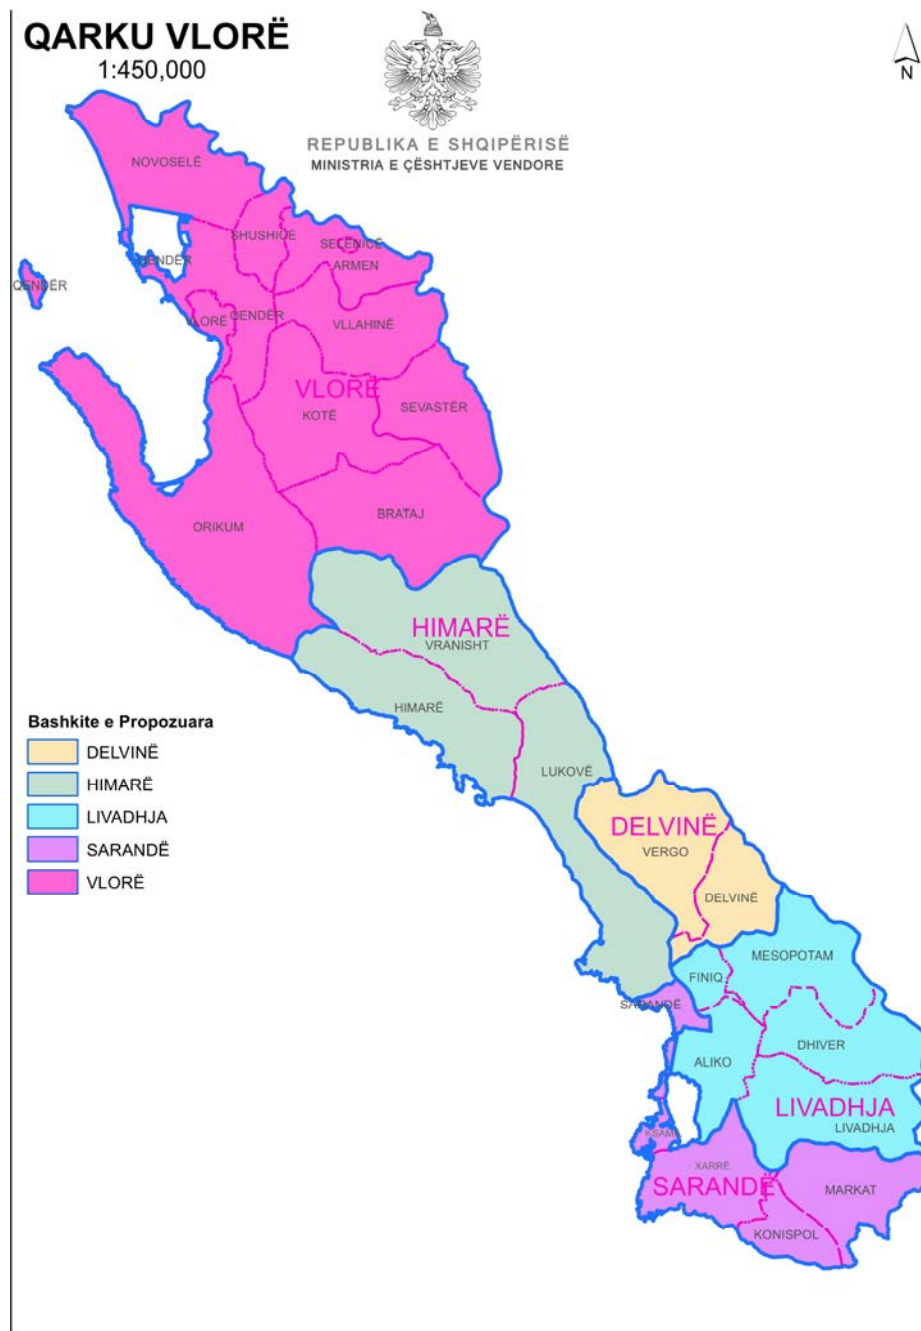 QARKU VLORË
1:450,000
N
REPUBLIKA E SHQIPËRISË
MINISTRIA E ÇËSHTJEVE VENDORE
NOVOSELË
SHUSHICË
SELENICË
QENDËR
ARMEN
QENDËR
VLORË
QENDËR
VLLAHINË
VLORË
KOTË
SEVASTËR
BRATAJ
ORIKUM
HIMARË
VRANISHT
HIMARË
LUKOVË
Bashkite e Propozuara
DELVINË
HIMARË
LIVADHJA
SARANDË
VLORË
DELVINË
VERGO
DELVINË
MESOPOTAM
FINIQ
SARANDË
DHIVER
ALIKO
LIVADHJA
LIVADHJA
KSAMIL
XARRË
SARANDË
MARKAT
KONISPOL